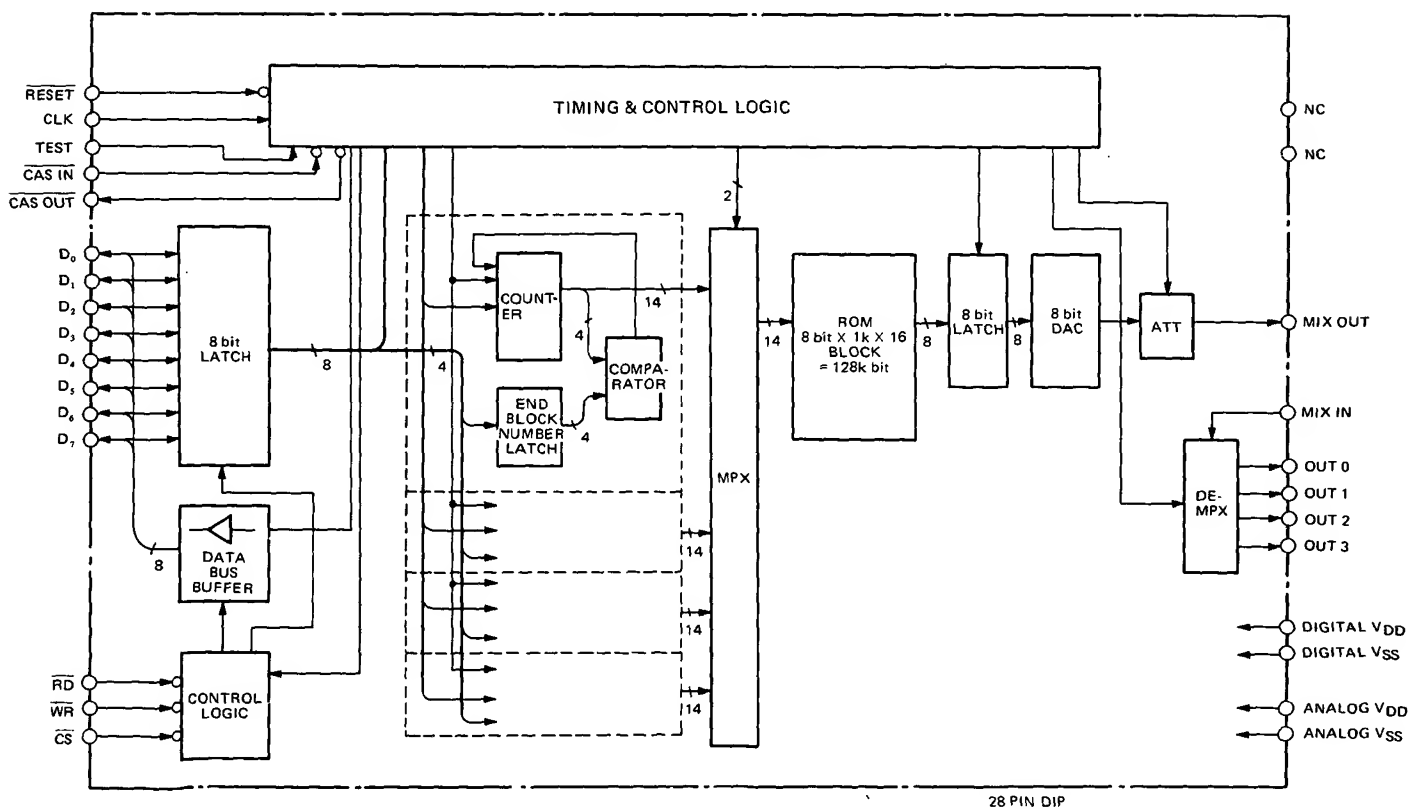 TIMING & CONTROL LOGIC
RESET
CLK
TEST
CAS IN
CAS OUT
NC
NC
2
D₀
D₁
D₂
D₃
D₄
D₅
D₆
D₇
8 bit
LATCH
8
4
COUNT-
ER
14
4
COMPA-
RATOR
END
BLOCK
NUMBER
LATCH
4
MPX
14
ROM
8 bit X 1k X 16
BLOCK
= 128k bit
8
8 bit
LATCH
8
8 bit
DAC
ATT
MIX OUT
MIX IN
DE-
MPX
OUT 0
OUT 1
OUT 2
OUT 3
8
DATA
BUS
BUFFER
14
14
14
RD
WR
CS
CONTROL
LOGIC
DIGITAL VDD
DIGITAL VSS
ANALOG VDD
ANALOG VSS
28 PIN DIP